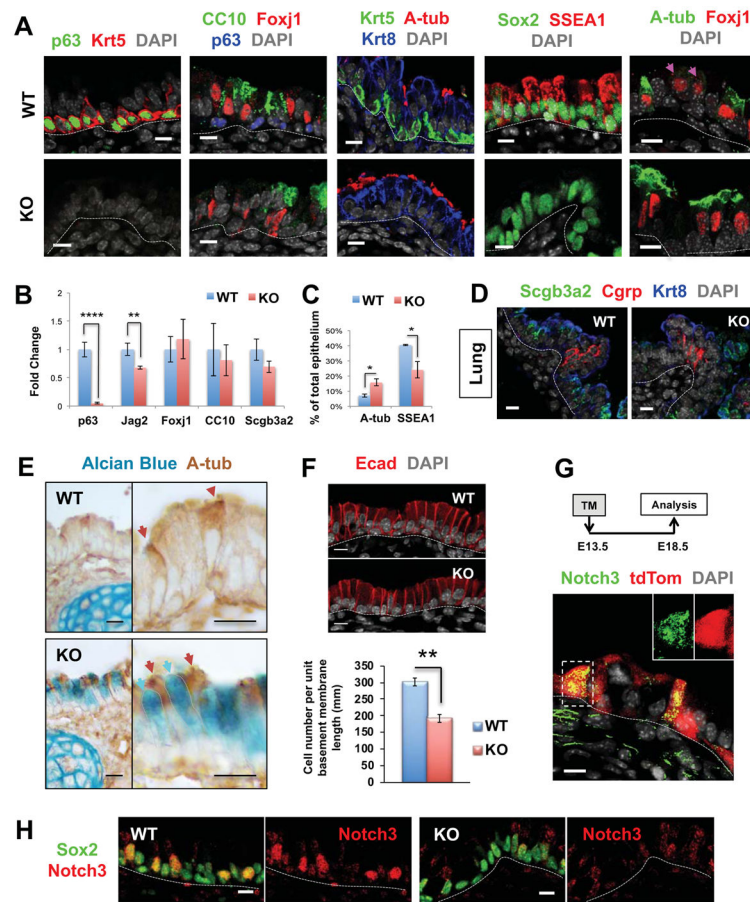 A
p63 Krt5 DAPI
CC10 Foxj1
p63 DAPI
Krt5 A-tub
Krt8 DAPI
Sox2 SSEA1
DAPI
A-tub Foxj1
DAPI
WT
KO
B
WT KO
Fold Change
2
1.5
1
0.5
0
****
**
p63 Jag2 Foxj1 CC10 Scgb3a2
C
WT
KO
% of total epithelium
40%
30%
20%
10%
0%
*
*
A-tub SSEA1
D
Scgb3a2 Cgrp Krt8 DAPI
Lung
WT
KO
E
Alcian Blue A-tub
WT
KO
F
Ecad DAPI
WT
KO
Cell number per unit
basement membrane
length (mm)
350
300
250
200
150
100
50
0
**
WT
KO
G
TM
Analysis
E13.5 E18.5
Notch3 tdTom DAPI
H
Sox2
Notch3
WT
Notch3
KO
Notch3